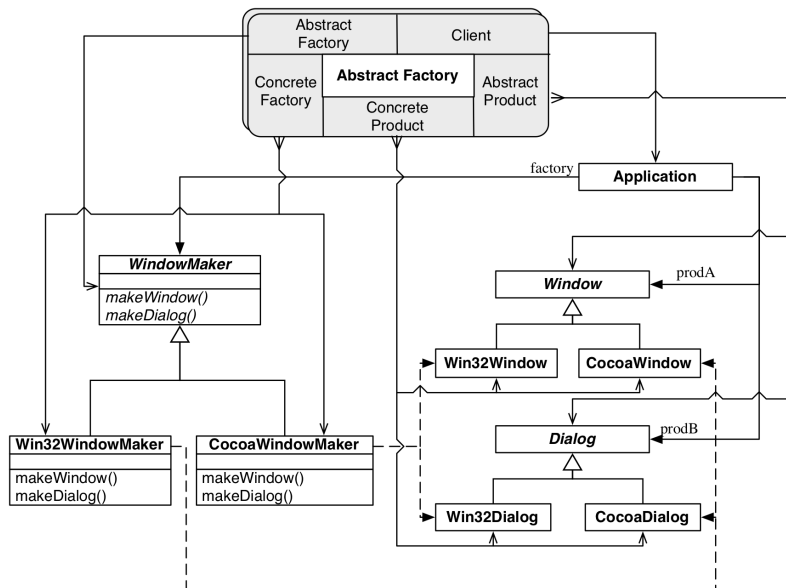 Abstract
Factory
Client
Concrete
Factory
Abstract Factory
Abstract
Product
Concrete
Product
factory
Application
WindowMaker
makeWindow()
makeDialog()
Window
prodA
Win32Window
CocoaWindow
Win32WindowMaker
makeWindow()
makeDialog()
CocoaWindowMaker
makeWindow()
makeDialog()
Dialog
prodB
Win32Dialog
CocoaDialog